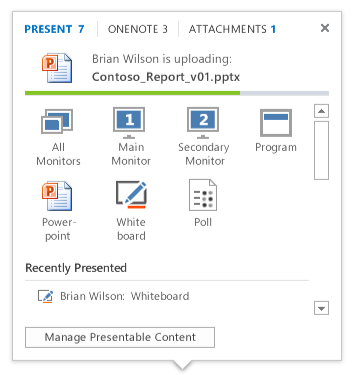 PRESENT 7 ONENOTE 3 ATTACHMENTS 1
Brian Wilson is uploading:
Contoso_Report_v01.pptx
1 2
All Main Secondary Program
Monitors Monitor Monitor
Power- White Poll
point board
Recently Presented
Brian Wilson: Whiteboard
Manage Presentable Content